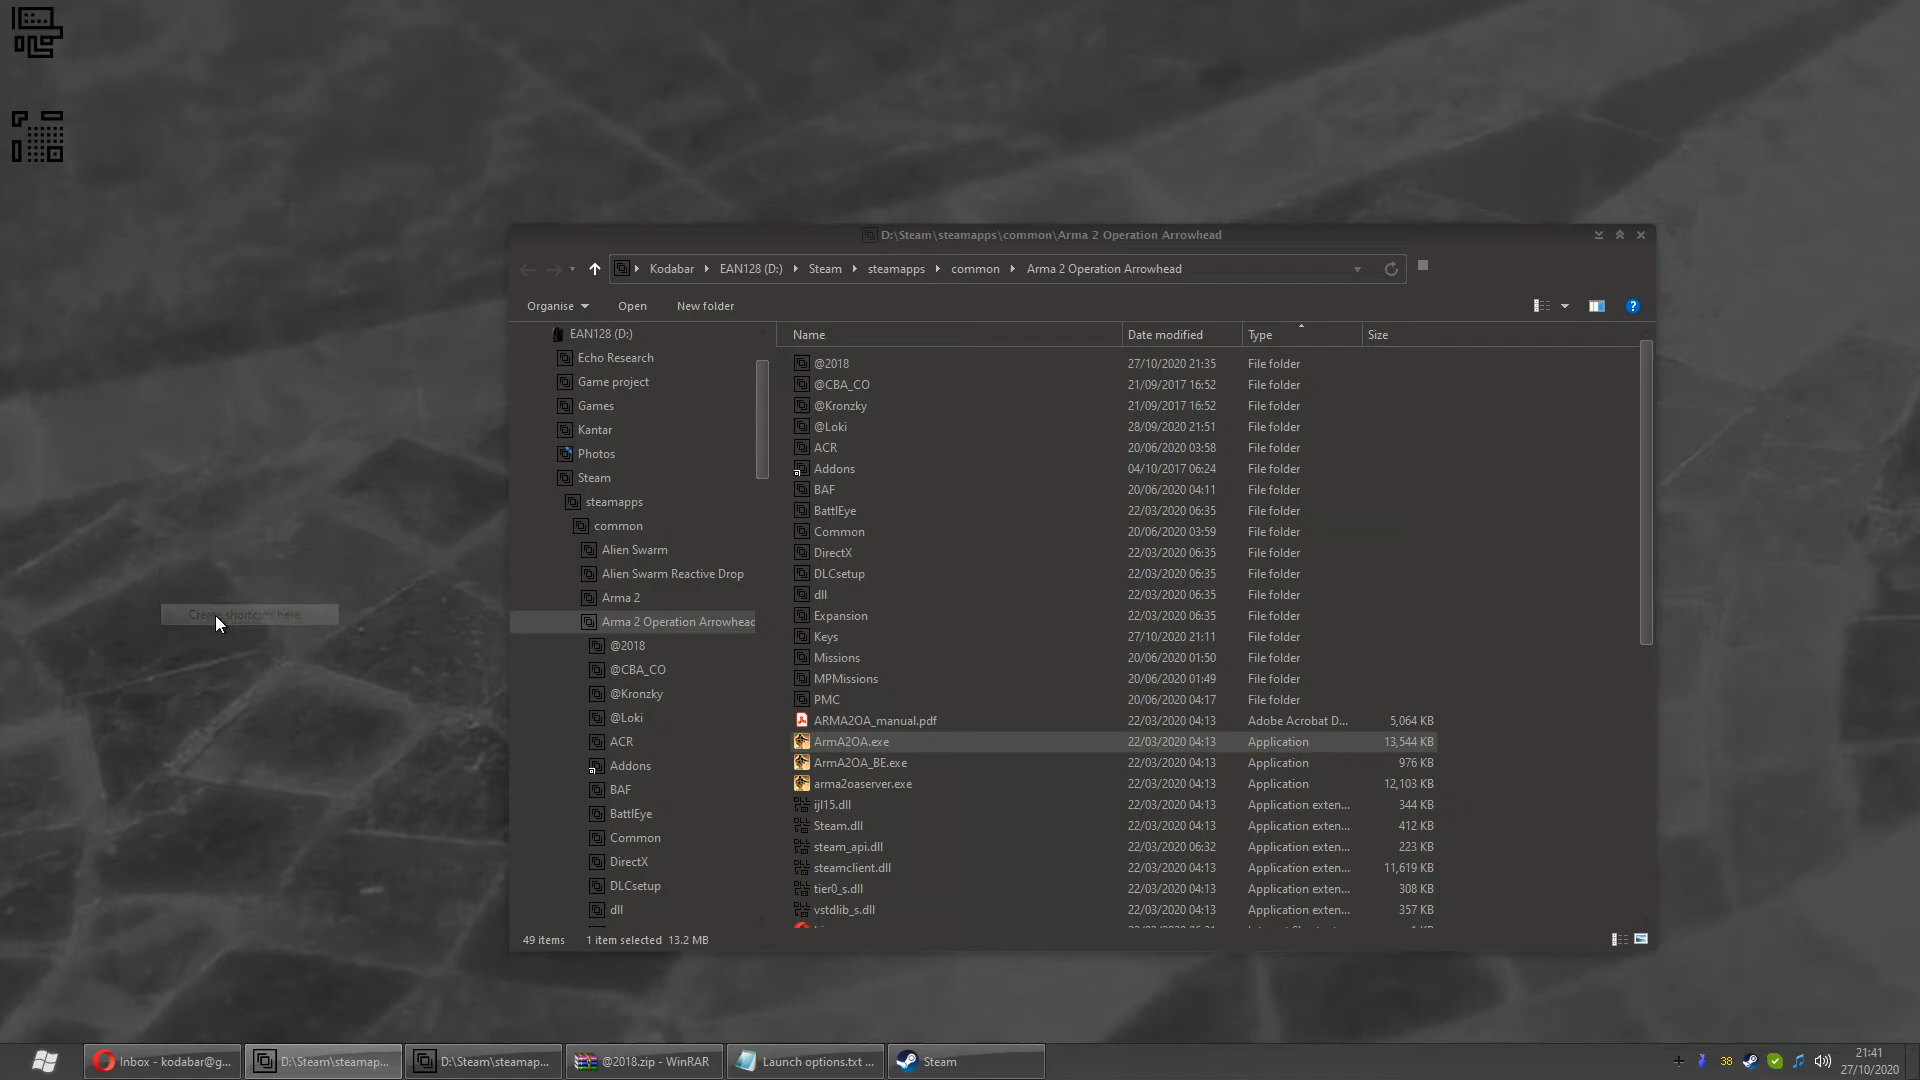 D:\Steam\steamapps\common\Arma 2 Operation Arrowhead
Kodabar EAN128 (D:) Steam steamapps common Arma 2 Operation Arrowhead
Organise Open New folder
EAN128 (D:)
Echo Research
Game project
Games
Kantar
Photos
Steam
steamapps
common
Alien Swarm
Alien Swarm Reactive Drop
Arma 2
Arma 2 Operation Arrowhead
@2018
@CBA_CO
@Kronzky
@Loki
ACR
Addons
BAF
BattlEye
Common
DirectX
DLCsetup
dll
Name Date modified Type Size
@2018 27/10/2020 21:35 File folder
@CBA_CO 21/09/2017 16:52 File folder
@Kronzky 21/09/2017 16:52 File folder
@Loki 28/09/2020 21:51 File folder
ACR 20/06/2020 03:58 File folder
Addons 04/10/2017 06:24 File folder
BAF 20/06/2020 04:11 File folder
BattlEye 22/03/2020 06:35 File folder
Common 20/06/2020 03:59 File folder
DirectX 22/03/2020 06:35 File folder
DLCsetup 22/03/2020 06:35 File folder
dll 22/03/2020 06:35 File folder
Expansion 22/03/2020 06:35 File folder
Keys 27/10/2020 21:11 File folder
Missions 20/06/2020 01:50 File folder
MPMissions 20/06/2020 01:49 File folder
PMC 20/06/2020 04:17 File folder
ARMA2OA_manual.pdf 22/03/2020 04:13 Adobe Acrobat D... 5,064 KB
ArmA2OA.exe 22/03/2020 04:13 Application 13,544 KB
ArmA2OA_BE.exe 22/03/2020 04:13 Application 976 KB
arma2oaserver.exe 22/03/2020 04:13 Application 12,103 KB
ijl15.dll 22/03/2020 04:13 Application exten... 344 KB
Steam.dll 22/03/2020 04:13 Application exten... 412 KB
steam_api.dll 22/03/2020 06:32 Application exten... 223 KB
steamclient.dll 22/03/2020 04:13 Application exten... 11,619 KB
tier0_s.dll 22/03/2020 04:13 Application exten... 308 KB
vstdlib_s.dll 22/03/2020 04:13 Application exten... 357 KB
49 items 1 item selected 13.2 MB
Create shortcuts here
Inbox - kodabar@g... D:\Steam\steamap... D:\Steam\steamap... @2018.zip - WinRAR Launch options.txt ... Steam
38
21:41
27/10/2020